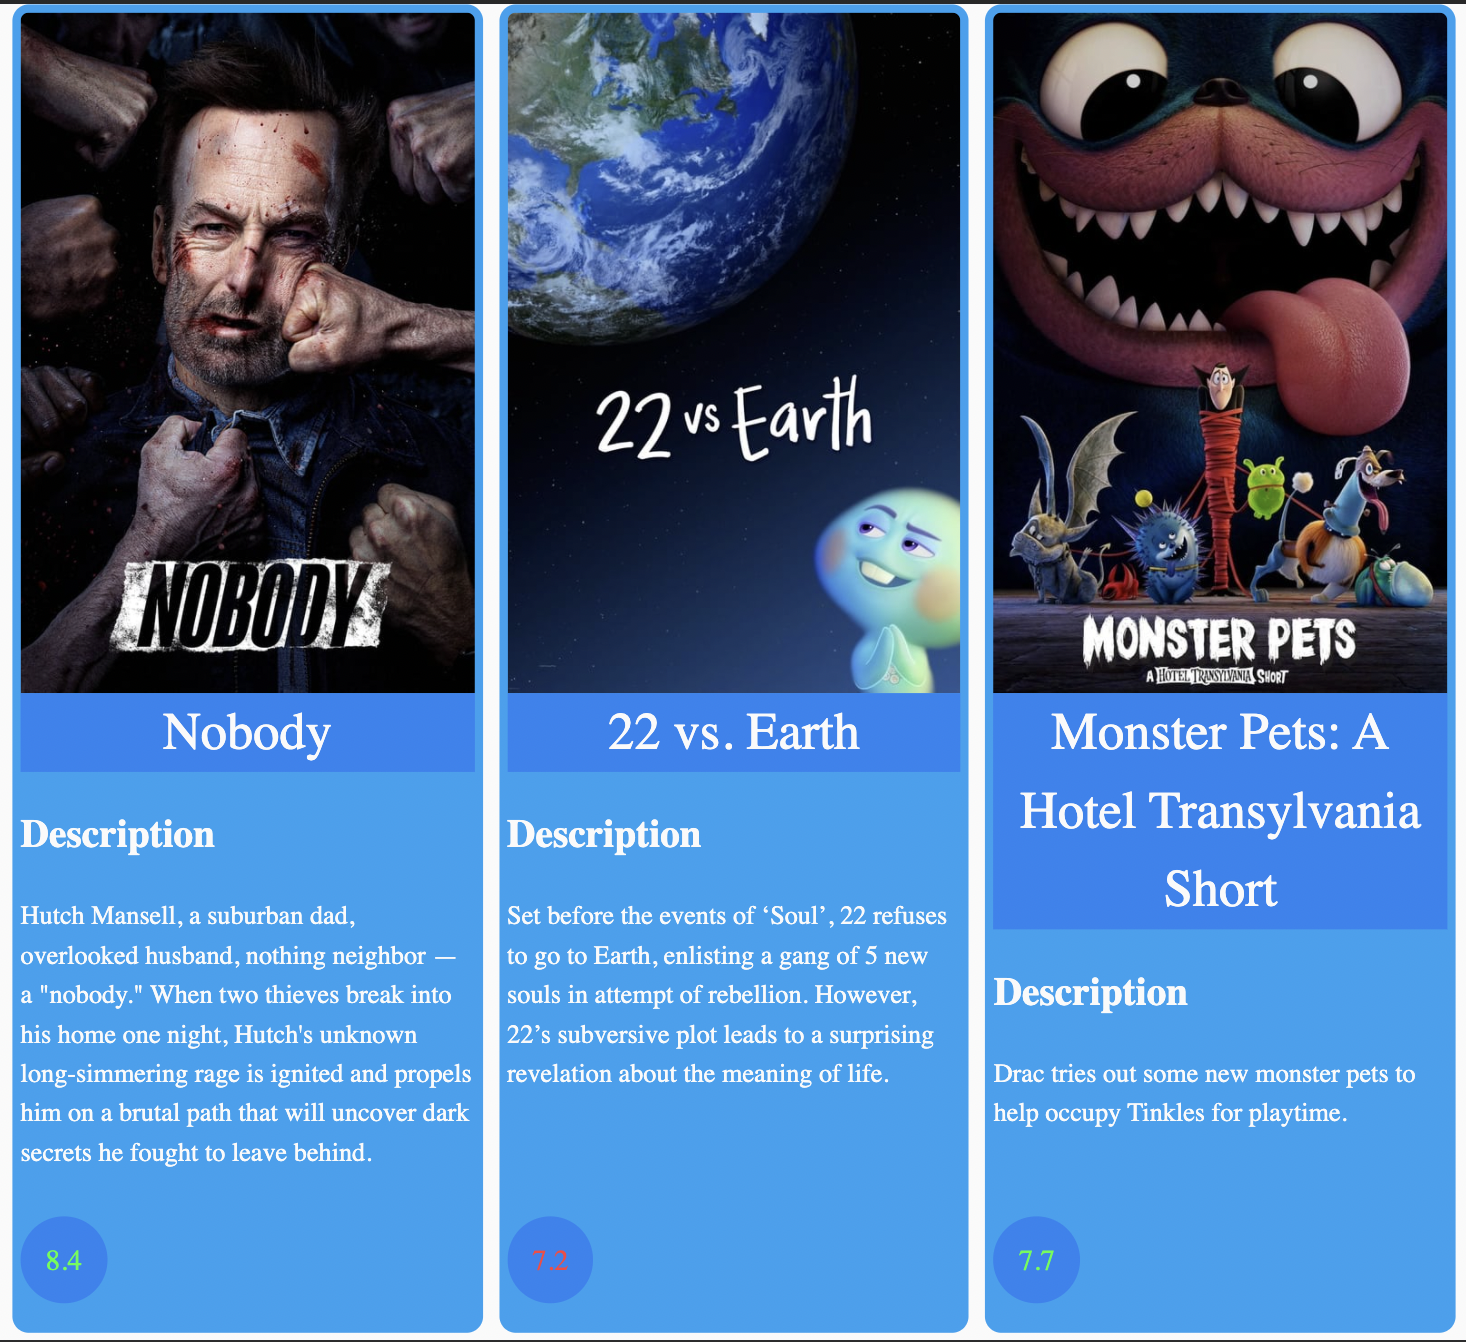 NOBODY
Nobody
Description
Hutch Mansell, a suburban dad,
overlooked husband, nothing neighbor —
a "nobody." When two thieves break into
his home one night, Hutch's unknown
long-simmering rage is ignited and propels
him on a brutal path that will uncover dark
secrets he fought to leave behind.
8.4
22 vs Earth
22 vs. Earth
Description
Set before the events of ‘Soul’, 22 refuses
to go to Earth, enlisting a gang of 5 new
souls in attempt of rebellion. However,
22’s subversive plot leads to a surprising
revelation about the meaning of life.
7.2
MONSTER PETS
A HOTEL TRANSYLVANIA SHORT
Monster Pets: A
Hotel Transylvania
Short
Description
Drac tries out some new monster pets to
help occupy Tinkles for playtime.
7.7